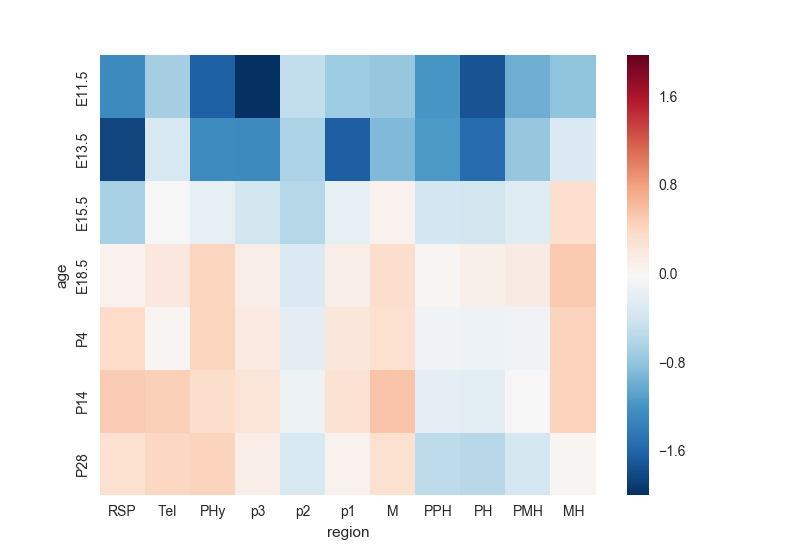 E11.5
E13.5
E15.5
E18.5
P4
P14
P28
age
RSP Tel PHy p3 p2 p1 M PPH PH PMH MH
region
1.6
0.8
0.0
−0.8
−1.6